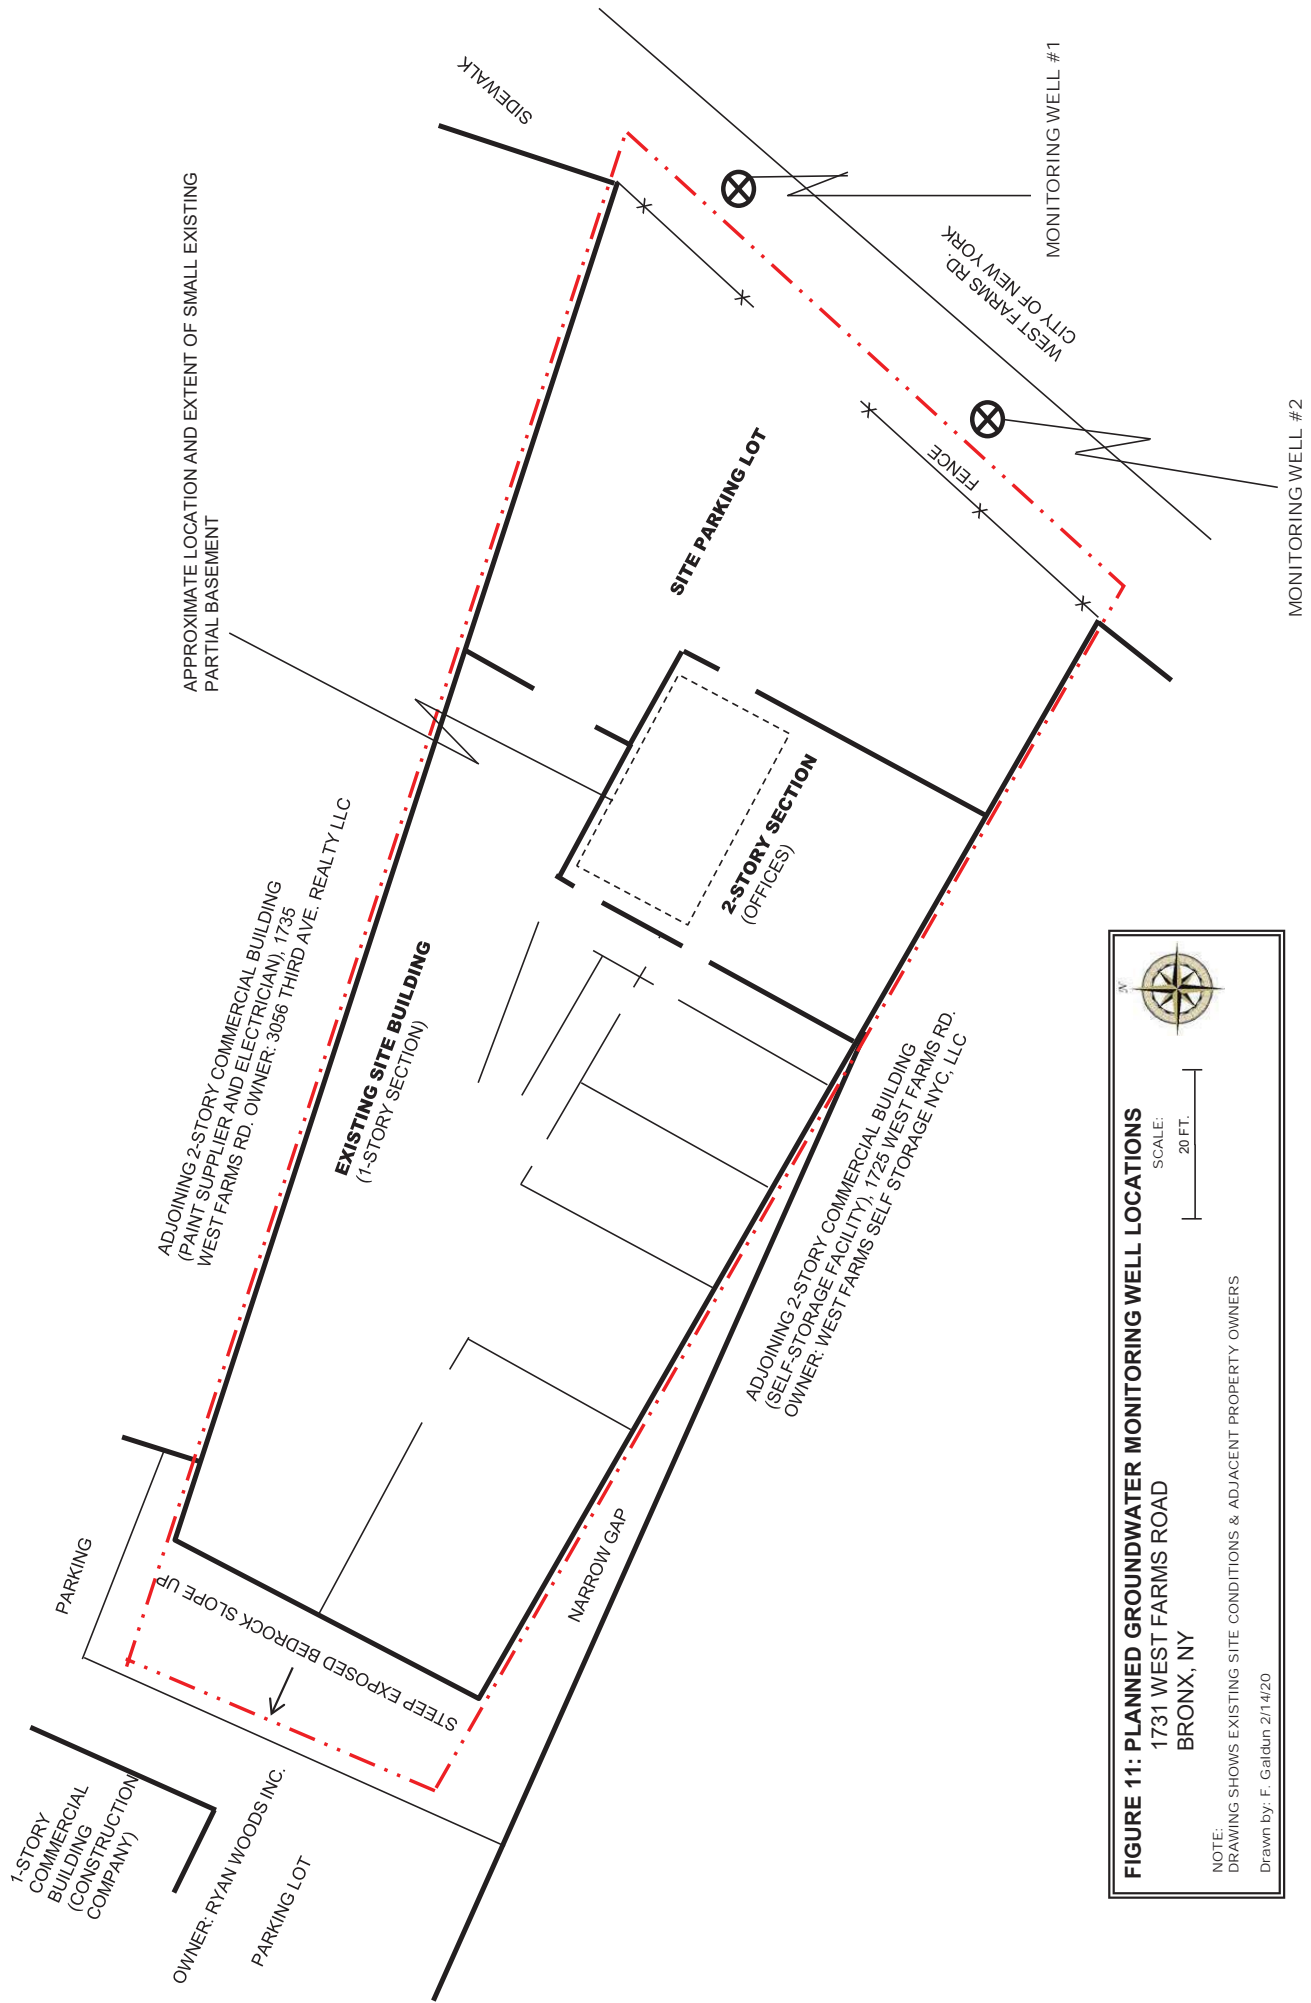 SIDEWALK
MONITORING WELL #1
APPROXIMATE LOCATION AND EXTENT OF SMALL EXISTING
PARTIAL BASEMENT
WEST FARMS RD.
CITY OF NEW YORK
MONITORING WELL #2
FENCE
SITE PARKING LOT
2-STORY SECTION
(OFFICES)
ADJOINING 2-STORY COMMERCIAL BUILDING
(PAINT SUPPLIER AND ELECTRICIAN), 1735
WEST FARMS RD. OWNER: 3056 THIRD AVE. REALTY LLC
EXISTING SITE BUILDING
(1-STORY SECTION)
ADJOINING 2-STORY COMMERCIAL BUILDING
(SELF-STORAGE FACILITY), 1725 WEST FARMS RD.
OWNER: WEST FARMS SELF STORAGE NYC, LLC
NARROW GAP
PARKING
STEEP EXPOSED BEDROCK SLOPE UP
1-STORY
COMMERCIAL
BUILDING
(CONSTRUCTION
COMPANY)
OWNER: RYAN WOODS INC.
PARKING LOT
FIGURE 11: PLANNED GROUNDWATER MONITORING WELL LOCATIONS
1731 WEST FARMS ROAD
BRONX, NY
SCALE:
20 FT.
N
NOTE:
DRAWING SHOWS EXISTING SITE CONDITIONS & ADJACENT PROPERTY OWNERS
Drawn by: F. Galdun 2/14/20